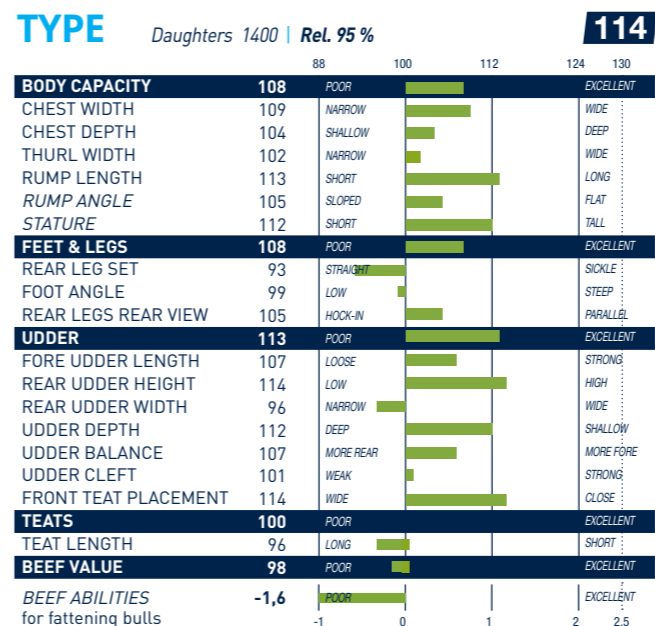 TYPE Daughters 1400 | Rel. 95 % 114
88 100 112 124 130
BODY CAPACITY 108 POOR EXCELLENT
CHEST WIDTH 109 NARROW WIDE
CHEST DEPTH 104 SHALLOW DEEP
THURL WIDTH 102 NARROW WIDE
RUMP LENGTH 113 SHORT LONG
RUMP ANGLE 105 SLOPED FLAT
STATURE 112 SHORT TALL
FEET & LEGS 108 POOR EXCELLENT
REAR LEG SET 93 STRAIGHT SICKLE
FOOT ANGLE 99 LOW STEEP
REAR LEGS REAR VIEW 105 HOCK-IN PARALLEL
UDDER 113 POOR EXCELLENT
FORE UDDER LENGTH 107 LOOSE STRONG
REAR UDDER HEIGHT 114 LOW HIGH
REAR UDDER WIDTH 96 NARROW WIDE
UDDER DEPTH 112 DEEP SHALLOW
UDDER BALANCE 107 MORE REAR MORE FORE
UDDER CLEFT 101 WEAK STRONG
FRONT TEAT PLACEMENT 114 WIDE CLOSE
TEATS 100 POOR EXCELLENT
TEAT LENGTH 96 LONG SHORT
BEEF VALUE 98 POOR EXCELLENT
BEEF ABILITIES -1,6 POOR EXCELLENT
for fattening bulls -1 0 1 2 2.5